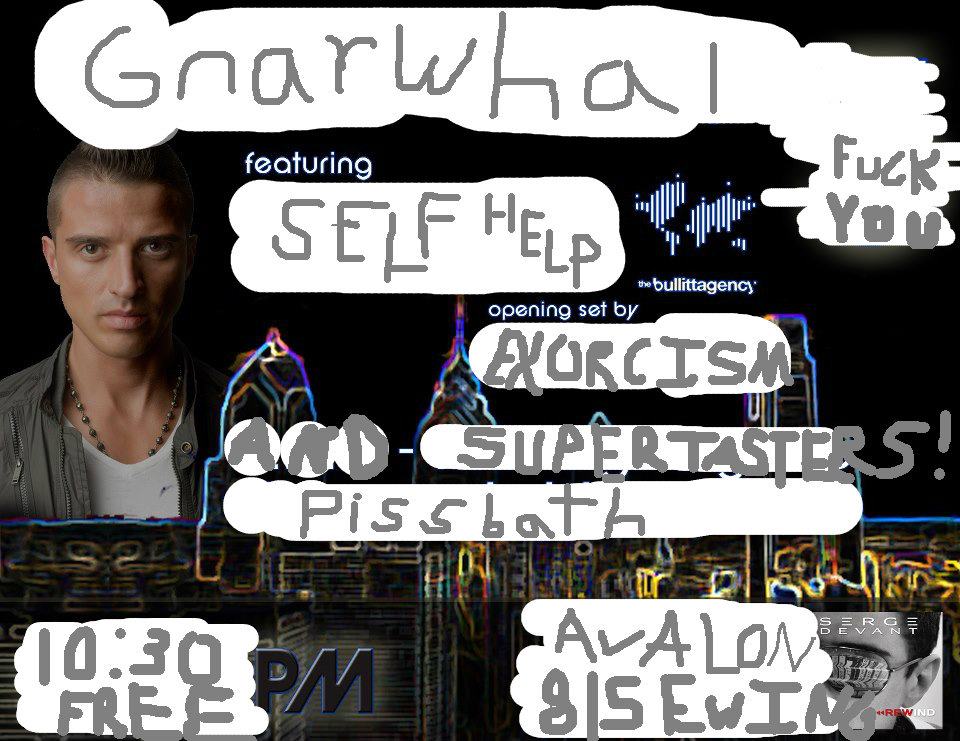 Gnarwhal
FUCK
YOU
featuring
SELF HELP
the bullittagency
opening set by
EXORCISM
AND - SUPERTASTERS!
Pissbath
10:30 PM
FREE
AVALON
815 EWING
SERGE
DEVANT
REWIND